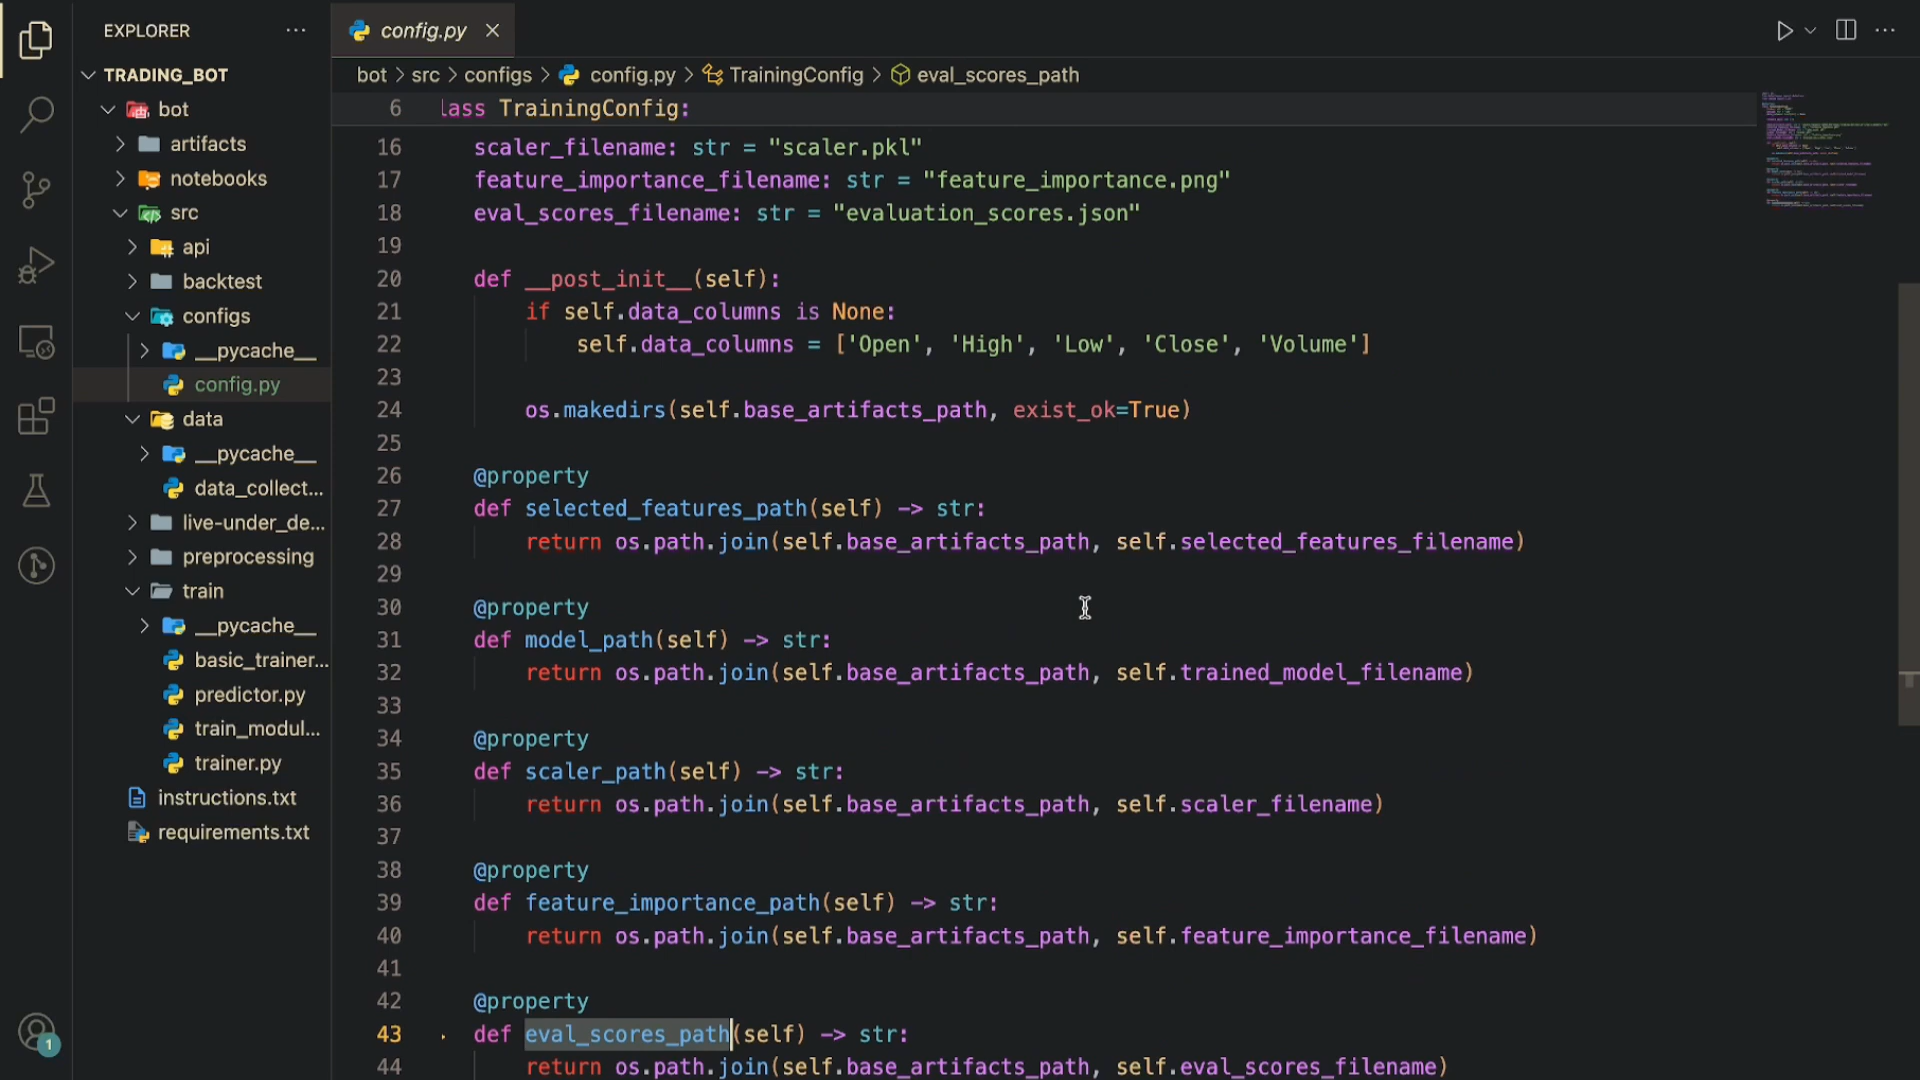 EXPLORER
TRADING_BOT
bot
artifacts
notebooks
src
api
backtest
configs
__pycache__
config.py
data
__pycache__
data_collect...
live-under_de...
preprocessing
train
__pycache__
basic_trainer...
predictor.py
train_modul...
trainer.py
instructions.txt
requirements.txt
1
config.py
bot > src > configs > config.py > TrainingConfig > eval_scores_path
6 lass TrainingConfig:
16 scaler_filename: str = "scaler.pkl"
17 feature_importance_filename: str = "feature_importance.png"
18 eval_scores_filename: str = "evaluation_scores.json"
19
20 def __post_init__(self):
21 if self.data_columns is None:
22 self.data_columns = ['Open', 'High', 'Low', 'Close', 'Volume']
23
24 os.makedirs(self.base_artifacts_path, exist_ok=True)
25
26 @property
27 def selected_features_path(self) -> str:
28 return os.path.join(self.base_artifacts_path, self.selected_features_filename)
29
30 @property
31 def model_path(self) -> str:
32 return os.path.join(self.base_artifacts_path, self.trained_model_filename)
33
34 @property
35 def scaler_path(self) -> str:
36 return os.path.join(self.base_artifacts_path, self.scaler_filename)
37
38 @property
39 def feature_importance_path(self) -> str:
40 return os.path.join(self.base_artifacts_path, self.feature_importance_filename)
41
42 @property
43 def eval_scores_path(self) -> str:
44 return os.path.join(self.base_artifacts_path, self.eval_scores_filename)